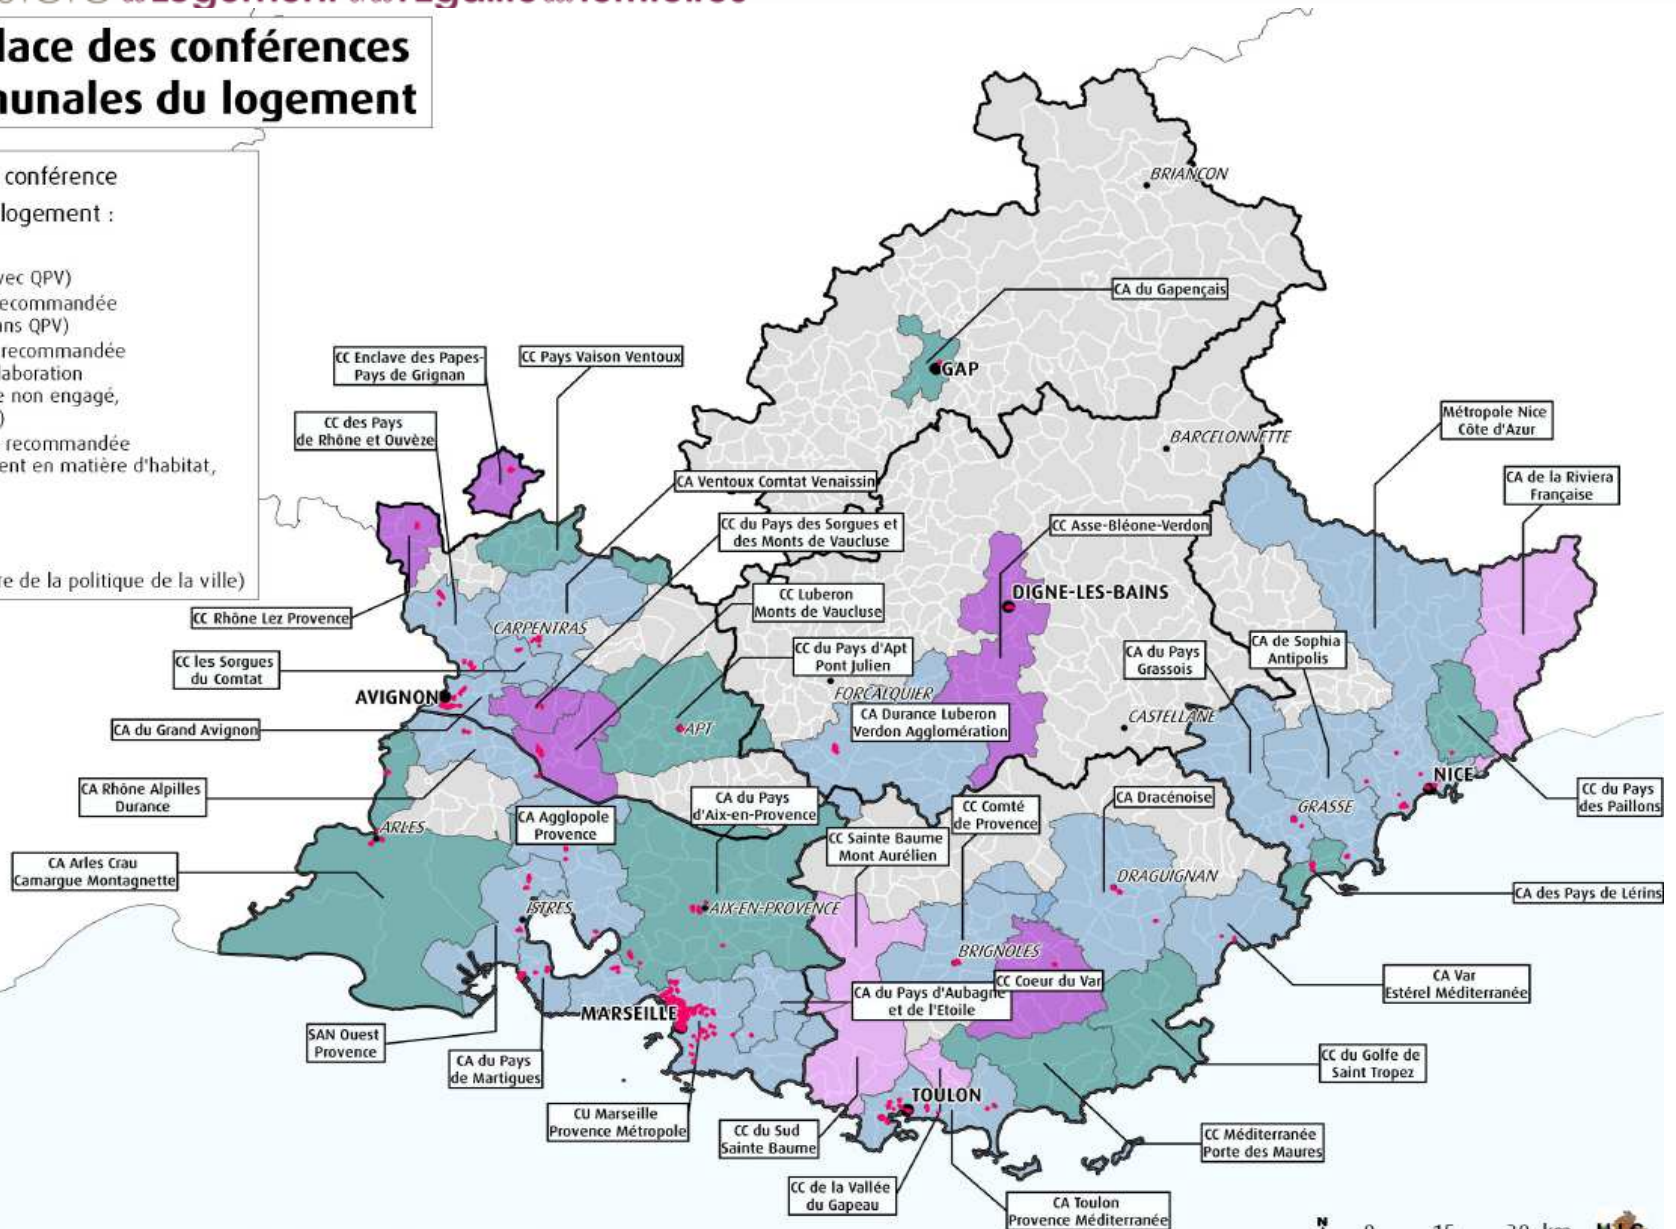 du Logement et de l'égalité des territoires
lace des conférences
munales du logement
conférence
logement :
vec QPV)
ecommandée
ans QPV)
recommandée
laboration
e non engagé,
)
recommandée
ent en matière d'habitat,
re de la politique de la ville)
BRIANCON
CA du Gapençais
GAP
CC Enclave des Papes-
Pays de Grignan
CC Pays Vaison Ventoux
CC des Pays
de Rhône et Ouvèze
BARCELONNETTE
Métropole Nice
Côte d'Azur
CA de la Riviera
Française
CA Ventoux Comtat Venaissin
CC du Pays des Sorgues et
des Monts de Vaucluse
CC Asse-Bléone-Verdon
DIGNE-LES-BAINS
CC Luberon
Monts de Vaucluse
CC Rhône Lez Provence
CARPENTRAS
CC les Sorgues
du Comtat
CC du Pays d'Apt
Pont Julien
CA du Pays
Grassois
CA de Sophia
Antipolis
AVIGNON
FORCALQUIER
CA Durance Luberon
Verdon Agglomération
CASTELLANE
CA du Grand Avignon
APT
NICE
CC du Pays
des Paillons
CA Rhône Alpilles
Durance
CA du Pays
d'Aix-en-Provence
CC Comté
de Provence
CA Dracénoise
GRASSE
ARLES
CA Agglopole
Provence
CC Sainte Baume
Mont Aurélien
CA Arles Crau
Camargue Montagnette
DRAGUIGNAN
CA des Pays de Lérins
ISTRES
AIX-EN-PROVENCE
BRIGNOLES
CC Coeur du Var
CA Var
Estérel Méditerranée
CA du Pays d'Aubagne
et de l'Etoile
MARSEILLE
SAN Ouest
Provence
CA du Pays
de Martigues
CC du Golfe de
Saint Tropez
TOULON
CU Marseille
Provence Métropole
CC du Sud
Sainte Baume
CC Méditerranée
Porte des Maures
CC de la Vallée
du Gapeau
CA Toulon
Provence Méditerranée
N